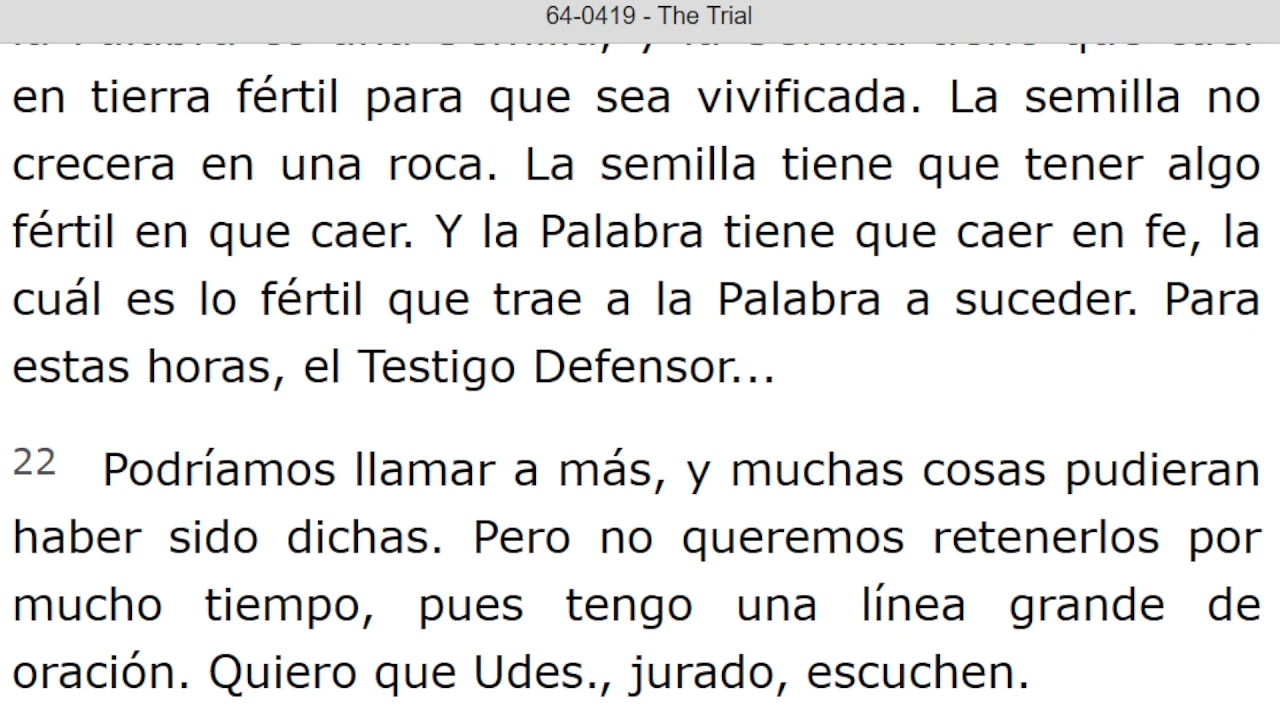 64-0419 - The Trial
en tierra fértil para que sea vivificada. La semilla no
crecera en una roca. La semilla tiene que tener algo
fértil en que caer. Y la Palabra tiene que caer en fe, la
cuál es lo fértil que trae a la Palabra a suceder. Para
estas horas, el Testigo Defensor...
22 Podríamos llamar a más, y muchas cosas pudieran
haber sido dichas. Pero no queremos retenerlos por
mucho tiempo, pues tengo una línea grande de
oración. Quiero que Udes., jurado, escuchen.